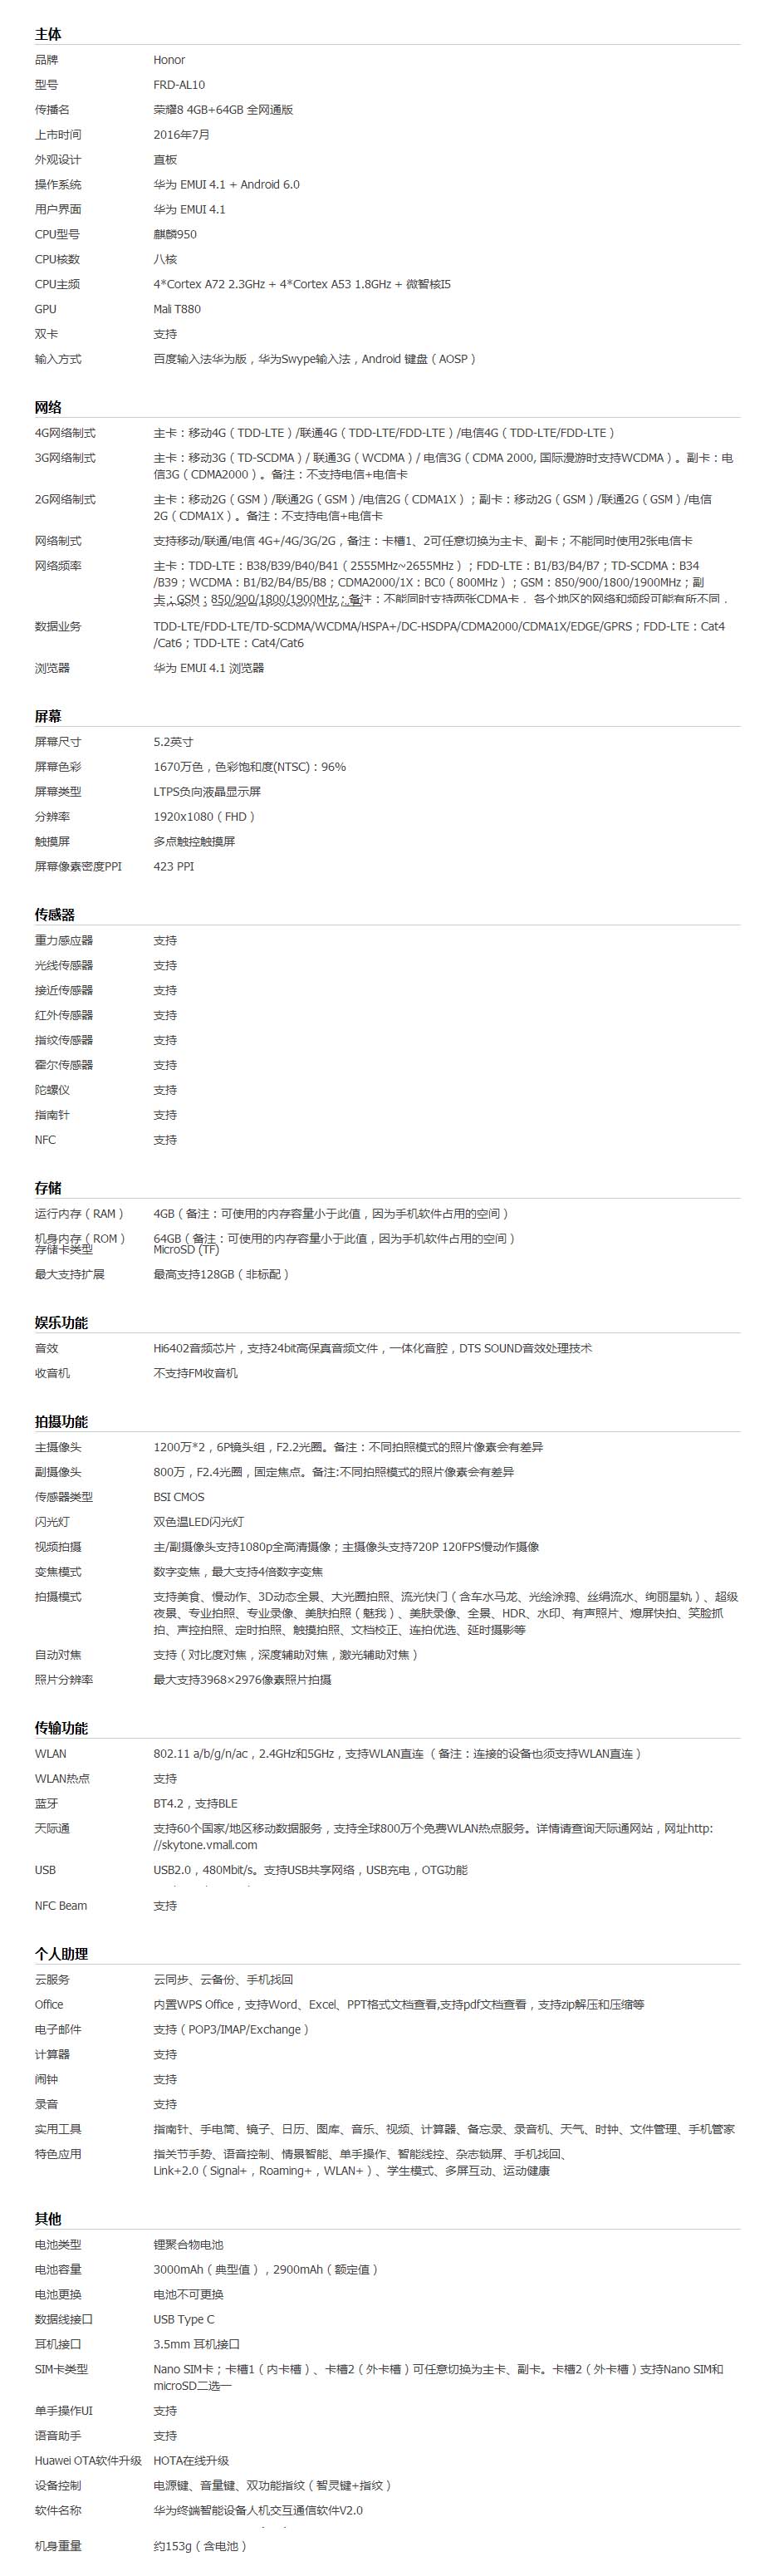 主体
品牌 Honor
型号 FRD-AL10
传播名 荣耀8 4GB+64GB 全网通版
上市时间 2016年7月
外观设计 直板
操作系统 华为 EMUI 4.1 + Android 6.0
用户界面 华为 EMUI 4.1
CPU型号 麒麟950
CPU核数 八核
CPU主频 4*Cortex A72 2.3GHz + 4*Cortex A53 1.8GHz + 微智核I5
GPU Mali T880
双卡 支持
输入方式 百度输入法华为版，华为Swype输入法，Android 键盘（AOSP）
网络
4G网络制式 主卡：移动4G（TDD-LTE）/联通4G（TDD-LTE/FDD-LTE）/电信4G（TDD-LTE/FDD-LTE）
3G网络制式 主卡：移动3G（TD-SCDMA）/ 联通3G（WCDMA）/ 电信3G（CDMA 2000, 国际漫游时支持WCDMA）。副卡：电
信3G（CDMA2000）。备注：不支持电信+电信卡
2G网络制式 主卡：移动2G（GSM）/联通2G（GSM）/电信2G（CDMA1X）；副卡：移动2G（GSM）/联通2G（GSM）/电信
2G（CDMA1X）。备注：不支持电信+电信卡
网络制式 支持移动/联通/电信 4G+/4G/3G/2G，备注：卡槽1、2可任意切换为主卡、副卡；不能同时使用2张电信卡
网络频率 主卡：TDD-LTE：B38/B39/B40/B41（2555MHz~2655MHz）；FDD-LTE：B1/B3/B4/B7；TD-SCDMA：B34
/B39；WCDMA：B1/B2/B4/B5/B8；CDMA2000/1X：BC0（800MHz）；GSM：850/900/1800/1900MHz；副
卡：GSM：850/900/1800/1900MHz；备注：不能同时支持两张CDMA卡， 各个地区的网络和频段可能有所不同，
数据业务 TDD-LTE/FDD-LTE/TD-SCDMA/WCDMA/HSPA+/DC-HSDPA/CDMA2000/CDMA1X/EDGE/GPRS；FDD-LTE：Cat4
/Cat6；TDD-LTE：Cat4/Cat6
浏览器 华为 EMUI 4.1 浏览器
屏幕
屏幕尺寸 5.2英寸
屏幕色彩 1670万色，色彩饱和度(NTSC)：96%
屏幕类型 LTPS负向液晶显示屏
分辨率 1920x1080（FHD）
触摸屏 多点触控触摸屏
屏幕像素密度PPI 423 PPI
传感器
重力感应器 支持
光线传感器 支持
接近传感器 支持
红外传感器 支持
指纹传感器 支持
霍尔传感器 支持
陀螺仪 支持
指南针 支持
NFC 支持
存储
运行内存（RAM） 4GB（备注：可使用的内存容量小于此值，因为手机软件占用的空间）
机身内存（ROM） 64GB（备注：可使用的内存容量小于此值，因为手机软件占用的空间）
存储卡类型 MicroSD (TF)
最大支持扩展 最高支持128GB（非标配）
娱乐功能
音效 Hi6402音频芯片，支持24bit高保真音频文件，一体化音腔，DTS SOUND音效处理技术
收音机 不支持FM收音机
拍摄功能
主摄像头 1200万*2，6P镜头组，F2.2光圈。备注：不同拍照模式的照片像素会有差异
副摄像头 800万，F2.4光圈，固定焦点。备注:不同拍照模式的照片像素会有差异
传感器类型 BSI CMOS
闪光灯 双色温LED闪光灯
视频拍摄 主/副摄像头支持1080p全高清摄像；主摄像头支持720P 120FPS慢动作摄像
变焦模式 数字变焦，最大支持4倍数字变焦
拍摄模式 支持美食、慢动作、3D动态全景、大光圈拍照、流光快门（含车水马龙、光绘涂鸦、丝绢流水、绚丽星轨）、超级
夜景、专业拍照、专业录像、美肤拍照（魅我）、美肤录像、全景、HDR、水印、有声照片、熄屏快拍、笑脸抓
拍、声控拍照、定时拍照、触摸拍照、文档校正、连拍优选、延时摄影等
自动对焦 支持（对比度对焦，深度辅助对焦，激光辅助对焦）
照片分辨率 最大支持3968×2976像素照片拍摄
传输功能
WLAN 802.11 a/b/g/n/ac，2.4GHz和5GHz，支持WLAN直连（ 备注：连接的设备也须支持WLAN直连）
WLAN热点 支持
蓝牙 BT4.2，支持BLE
天际通 支持60个国家/地区移动数据服务，支持全球800万个免费WLAN热点服务。详情请查询天际通网站，网址http:
//skytone.vmall.com
USB USB2.0，480Mbit/s。支持USB共享网络，USB充电，OTG功能
NFC Beam 支持
个人助理
云服务 云同步、云备份、手机找回
Office 内置WPS Office，支持Word、Excel、PPT格式文档查看,支持pdf文档查看，支持zip解压和压缩等
电子邮件 支持（POP3/IMAP/Exchange）
计算器 支持
闹钟 支持
录音 支持
实用工具 指南针、手电筒、镜子、日历、图库、音乐、视频、计算器、备忘录、录音机、天气、时钟、文件管理、手机管家
特色应用 指关节手势、语音控制、情景智能、单手操作、智能线控、杂志锁屏、手机找回、
Link+2.0（Signal+，Roaming+，WLAN+）、学生模式、多屏互动、运动健康
其他
电池类型 锂聚合物电池
电池容量 3000mAh（典型值），2900mAh（额定值）
电池更换 电池不可更换
数据线接口 USB Type C
耳机接口 3.5mm 耳机接口
SIM卡类型 Nano SIM卡；卡槽1（内卡槽）、卡槽2（外卡槽）可任意切换为主卡、副卡。卡槽2（外卡槽）支持Nano SIM和
microSD二选一
单手操作UI 支持
语音助手 支持
Huawei OTA软件升级 HOTA在线升级
设备控制 电源键、音量键、双功能指纹（智灵键+指纹）
软件名称 华为终端智能设备人机交互通信软件V2.0
机身重量 约153g（含电池）